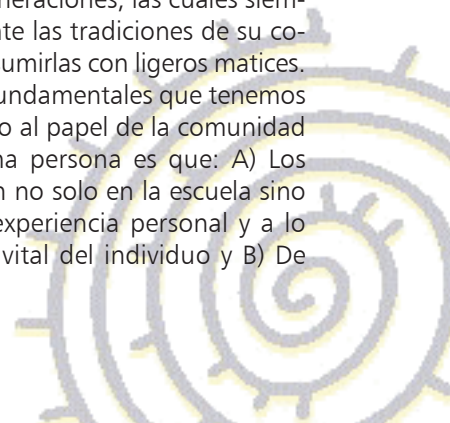 neraciones, las cuales siem-
te las tradiciones de su co-
sumirlas con ligeros matices.
undamentales que tenemos
o al papel de la comunidad
na persona es que: A) Los
n no solo en la escuela sino
experiencia personal y a lo
vital del individuo y B) De